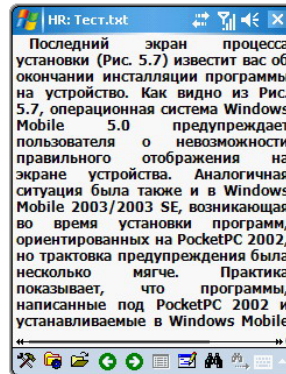 HR: Тест.txt
Последний экран процесса
установки (Рис. 5.7) известит вас об
окончании инсталляции программы
на устройство. Как видно из Рис.
5.7, операционная система Windows
Mobile 5.0 предупреждает
пользователя о невозможности
правильного отображения на
экране устройства. Аналогичная
ситуация была также и в Windows
Mobile 2003/2003 SE, возникающая
во время установки программ,
ориентированных на PocketPC 2002,
но трактовка предупреждения была
несколько мягче. Практика
показывает, что программы,
написанные под PocketPC 2002 и
устанавливаемые в Windows Mobile